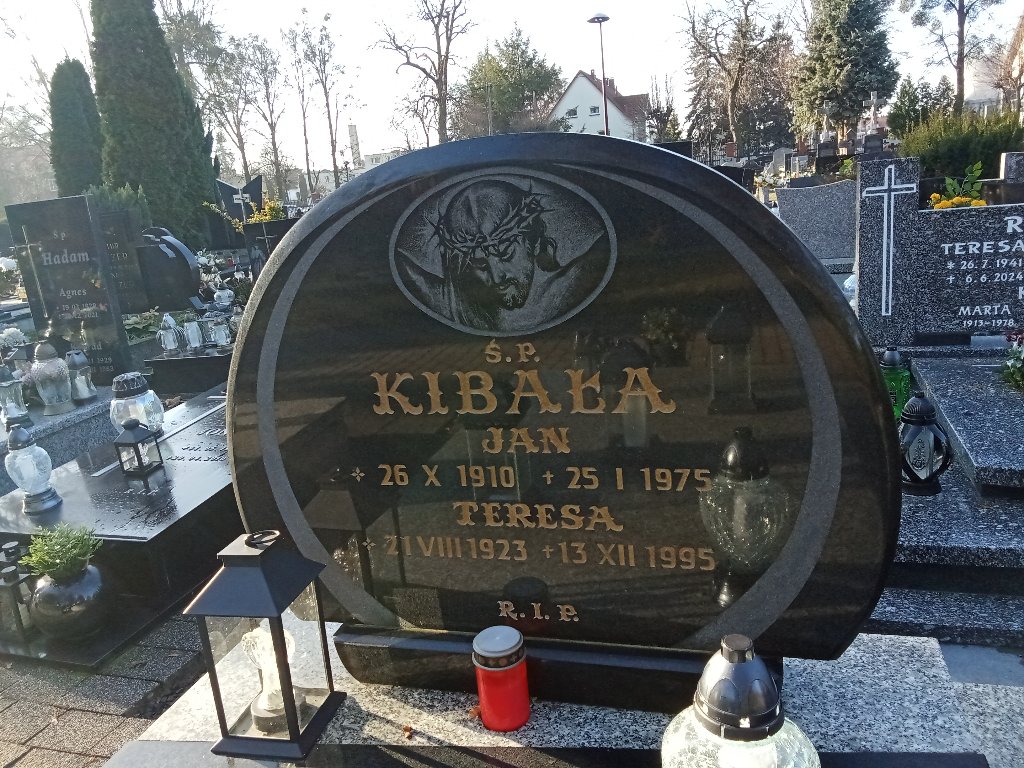 Ś.P.
KIBAŁA
JAN
* 26 X 1910 + 25 I 1975
TERESA
* 21 VIII 1923 + 13 XII 1995
R.I.P.
Ś.P.
Hadam
Agnes
TERESA
* 26.7.1941
+ 6.6.2024
MARTA
1913-1978